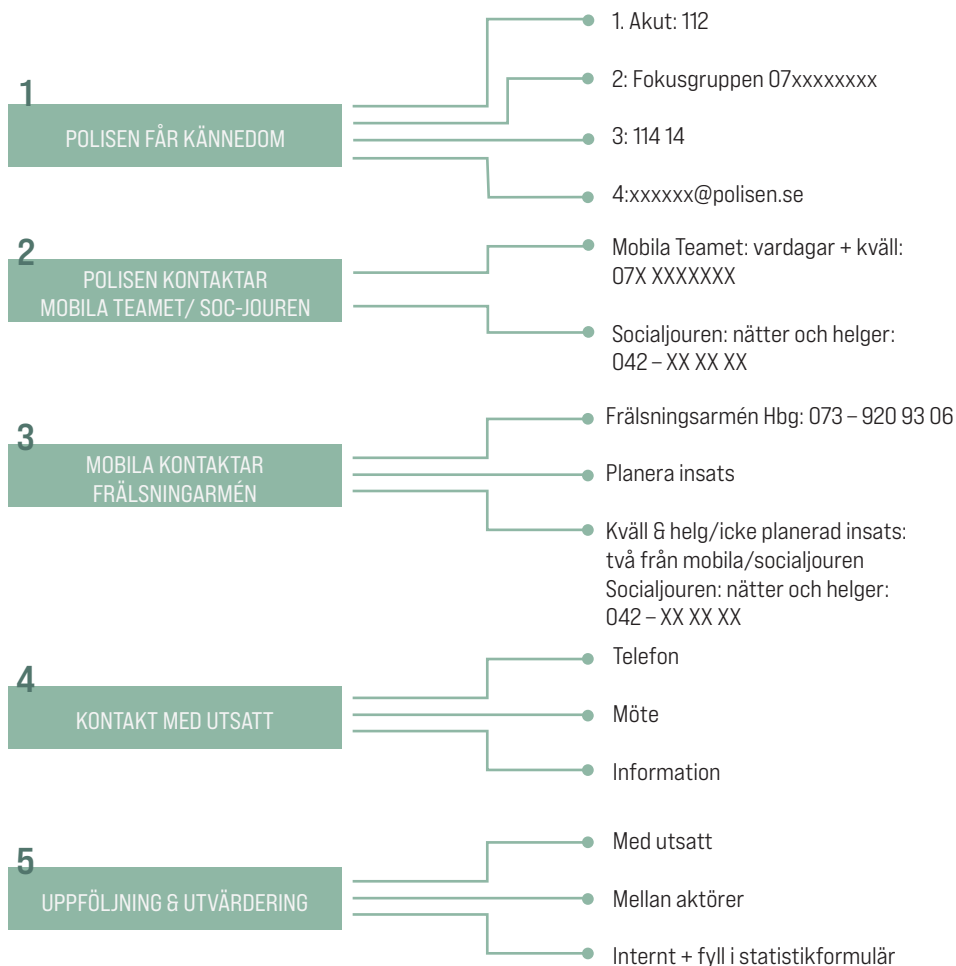 1
POLISEN FÅR KÄNNEDOM
1. Akut: 112
2: Fokusgruppen 07xxxxxxxx
3: 114 14
4:xxxxxx@polisen.se
2
POLISEN KONTAKTAR
MOBILA TEAMET/ SOC-JOUREN
Mobila Teamet: vardagar + kväll:
07X XXXXXXX
Socialjouren: nätter och helger:
042 – XX XX XX
3
MOBILA KONTAKTAR
FRÄLSNINGARMÉN
Frälsningsarmén Hbg: 073 – 920 93 06
Planera insats
Kväll & helg/icke planerad insats:
två från mobila/socialjouren
Socialjouren: nätter och helger:
042 – XX XX XX
4
KONTAKT MED UTSATT
Telefon
Möte
Information
5
UPPFÖLJNING & UTVÄRDERING
Med utsatt
Mellan aktörer
Internt + fyll i statistikformulär